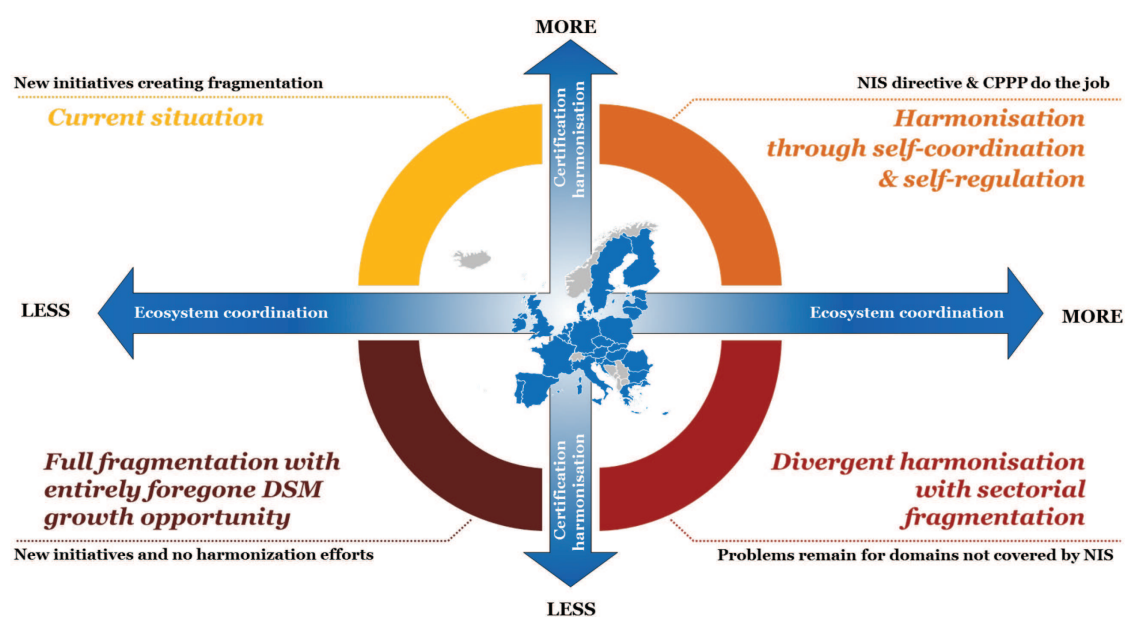 MORE
New initiatives creating fragmentation
NIS directive & CPPP do the job
Current situation
Harmonisation
through self-coordination
& self-regulation
Certification
harmonisation
LESS
Ecosystem coordination
Ecosystem coordination
MORE
Full fragmentation with
entirely foregone DSM
growth opportunity
New initiatives and no harmonization efforts
Certification
harmonisation
Divergent harmonisation
with sectorial
fragmentation
Problems remain for domains not covered by NIS
LESS